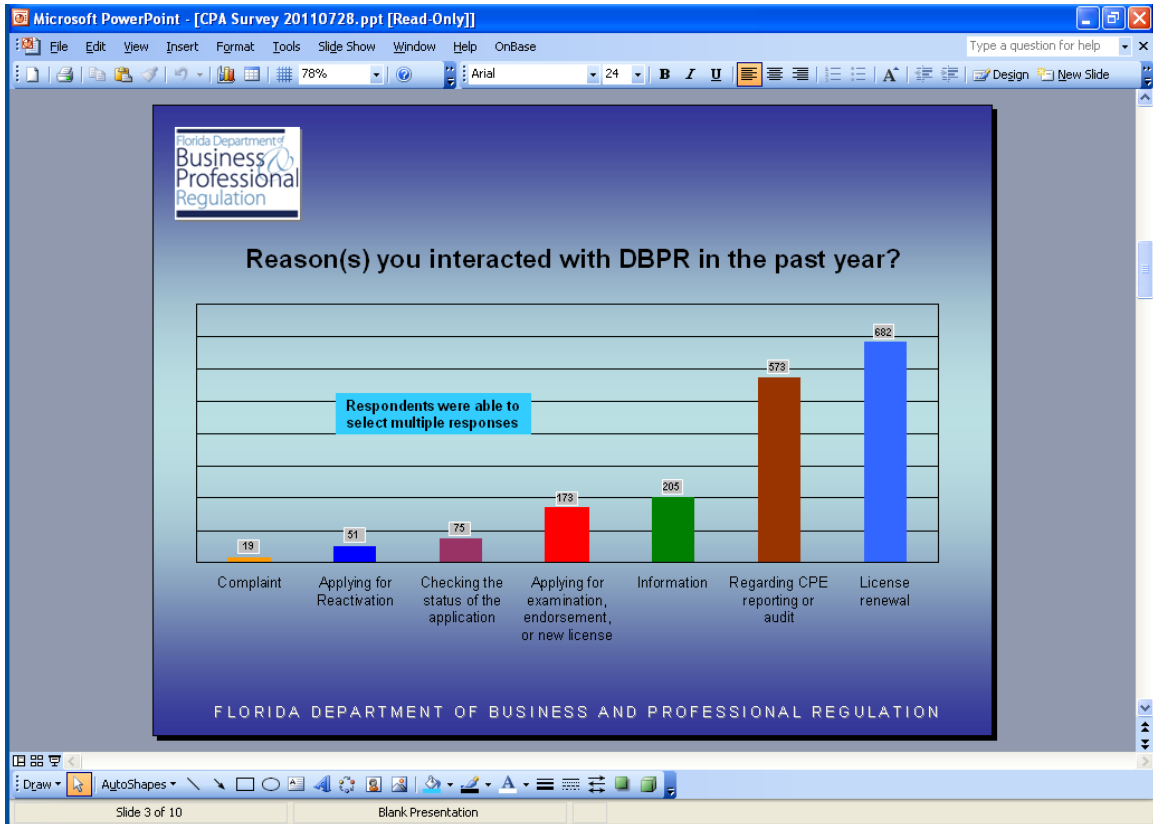 Microsoft PowerPoint - [CPA Survey 20110728.ppt [Read-Only]]
File Edit View Insert Format Tools Slide Show Window Help OnBase
Type a question for help
78%
Arial
24
B I U
Design
New Slide
Florida Department of
Business &
Professional
Regulation
Reason(s) you interacted with DBPR in the past year?
Respondents were able to
select multiple responses
19
51
75
173
205
573
682
Complaint
Applying for
Reactivation
Checking the
status of the
application
Applying for
examination,
endorsement,
or new license
Information
Regarding CPE
reporting or
audit
License
renewal
FLORIDA DEPARTMENT OF BUSINESS AND PROFESSIONAL REGULATION
Draw
AutoShapes
Slide 3 of 10
Blank Presentation